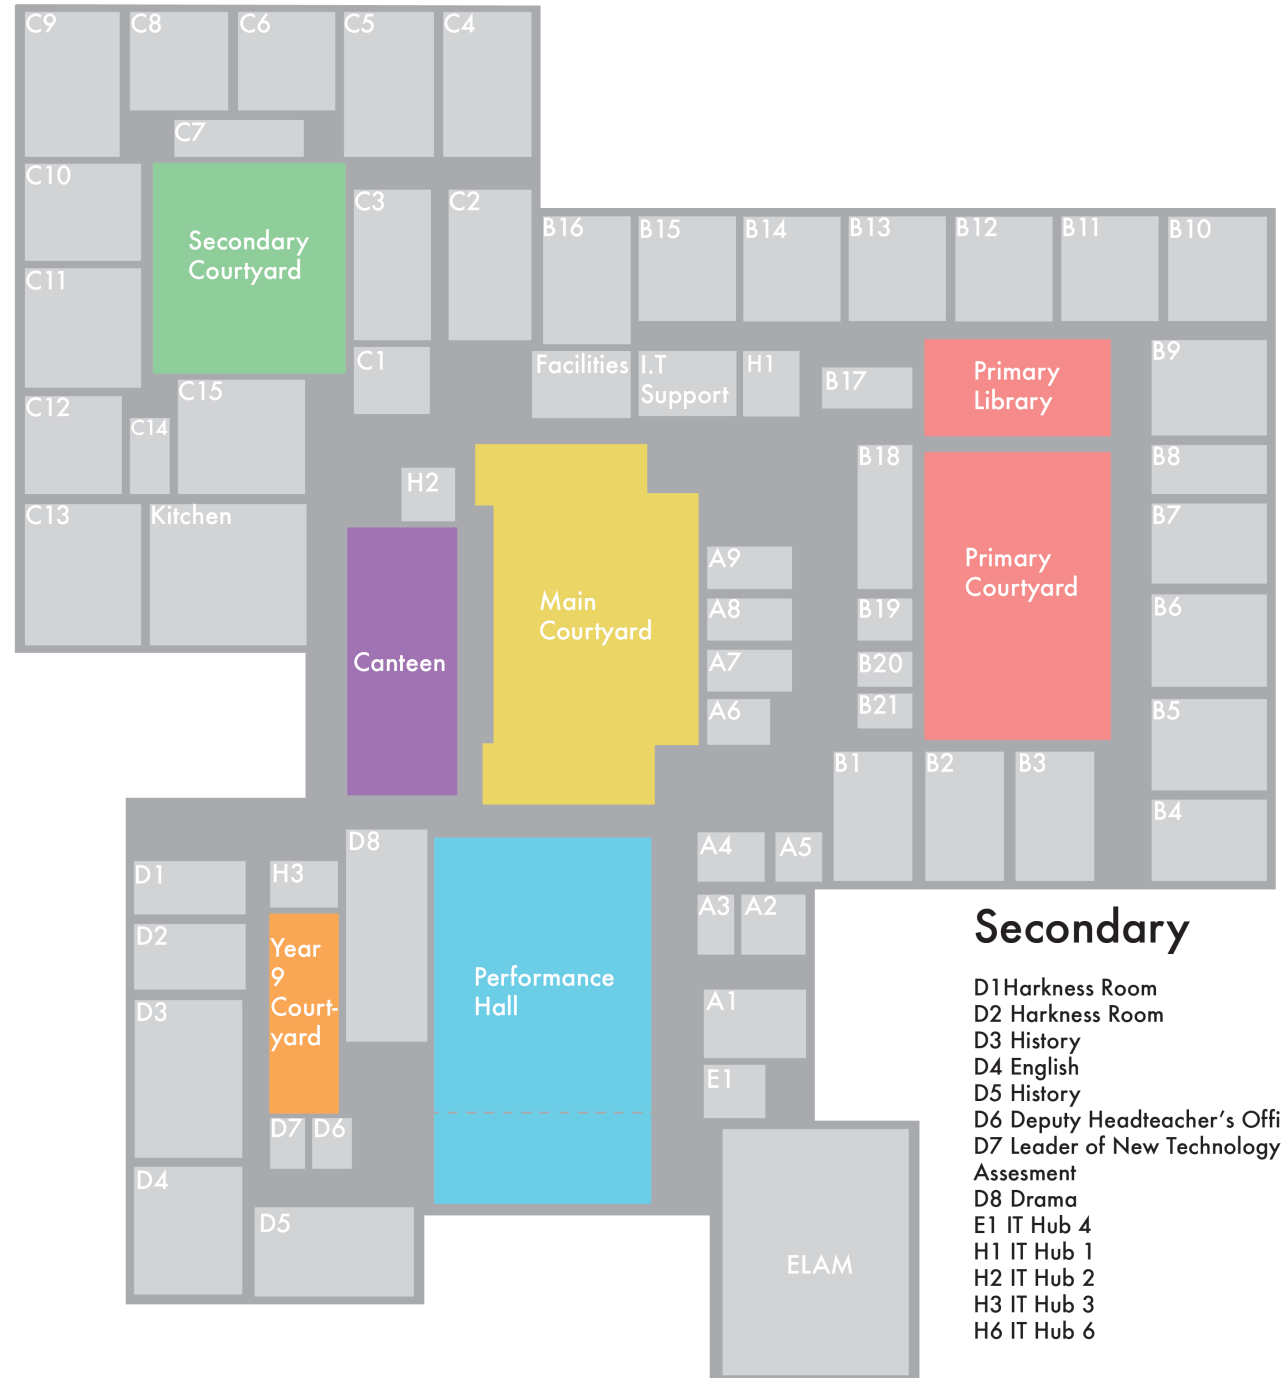 C9
C8
C6
C5
C4
C7
C10
Secondary
Courtyard
C3
C2
C11
C1
C12
C14
C15
C13
Kitchen
B16
B15
B14
B13
B12
B11
B10
Facilities
I.T
Support
H1
B17
Primary
Library
B9
H2
B18
B8
B7
Primary
Courtyard
A9
A8
A7
A6
Main
Courtyard
Canteen
B19
B20
B21
B6
B5
B1
B2
B3
B4
D8
A4
A5
D1
H3
A3
A2
D2
Year
9
Court-
yard
Performance
Hall
D3
A1
E1
D7
D6
D4
D5
ELAM
Secondary
D1Harkness Room
D2 Harkness Room
D3 History
D4 English
D5 History
D6 Deputy Headteacher's Offi
D7 Leader of New Technology
Assesment
D8 Drama
E1 IT Hub 4
H1 IT Hub 1
H2 IT Hub 2
H3 IT Hub 3
H6 IT Hub 6